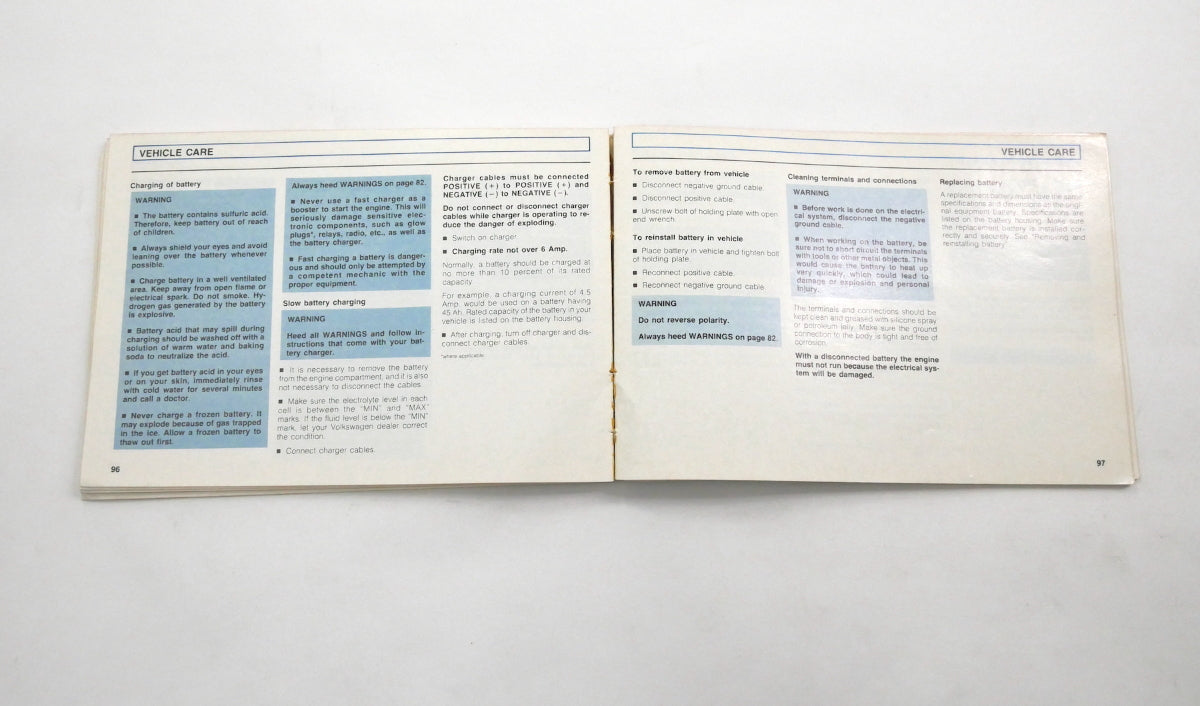 VEHICLE CARE
Charging of battery
WARNING
■ The battery contains sulfuric acid.
Therefore, keep battery out of reach
of children.
■ Always shield your eyes and avoid
leaning over the battery whenever
possible.
■ Charge battery in a well ventilated
area. Keep away from open flame or
electrical spark. Do not smoke. Hy-
drogen gas generated by the battery
is explosive.
■ Battery acid that may spill during
charging should be washed off with a
solution of warm water and baking
soda to neutralize the acid.
■ If you get battery acid in your eyes
or on your skin, immediately rinse
with cold water for several minutes
and call a doctor.
■ Never charge a frozen battery. It
may explode because of gas trapped
in the ice. Allow a frozen battery to
thaw out first.
Always heed WARNINGS on page 82.
■ Never use a fast charger as a
booster to start the engine. This will
seriously damage sensitive elec-
tronic components, such as glow
plugs*, relays, radio, etc., as well as
the battery charger.
■ Fast charging a battery is danger-
ous and should only be attempted by
a competent mechanic with the
proper equipment.
Slow battery charging
WARNING
Heed all WARNINGS and follow in-
structions that come with your bat-
tery charger.
■ It is necessary to remove the battery
from the engine compartment, and it is also
not necessary to disconnect the cables.
■ Make sure the electrolyte level in each
cell is between the "MIN" and "MAX"
marks. If the fluid level is below the "MIN"
mark, let your Volkswagen dealer correct
the condition.
■ Connect charger cables.
Charger cables must be connected
POSITIVE (+) to POSITIVE (+) and
NEGATIVE (−) to NEGATIVE (−).
Do not connect or disconnect charger
cables while charger is operating to re-
duce the danger of exploding.
■ Switch on charger.
■ Charging rate not over 6 Amp.
Normally, a battery should be charged at
no more than 10 percent of its rated
capacity.
For example, a charging current of 4.5
Amp. would be used on a battery having
45 Ah. Rated capacity of the battery in your
vehicle is listed on the battery housing.
■ After charging, turn off charger and dis-
connect charger cables.
*where applicable
96
VEHICLE CARE
To remove battery from vehicle
■ Disconnect negative ground cable.
■ Disconnect positive cable.
■ Unscrew bolt of holding plate with open
end wrench.
To reinstall battery in vehicle
■ Place battery in vehicle and tighten bolt
of holding plate.
■ Reconnect positive cable.
■ Reconnect negative ground cable.
WARNING
Do not reverse polarity.
Always heed WARNINGS on page 82.
Cleaning terminals and connections
WARNING
■ Before work is done on the electri-
cal system, disconnect the negative
ground cable.
■ When working on the battery, be
sure not to short circuit the terminals
with tools or other metal objects. This
would cause the battery to heat up
very quickly, which could lead to
damage or explosion and personal
injury.
The terminals and connections should be
kept clean and greased with silicone spray
or petroleum jelly. Make sure the ground
connection to the body is tight and free of
corrosion.
With a disconnected battery the engine
must not run because the electrical sys-
tem will be damaged.
Replacing battery
A replacement battery must have the same
specifications and dimensions as the origi-
nal equipment battery. Specifications are
listed on the battery housing. Make sure
the replacement battery is installed cor-
rectly and securely. See "Removing and
reinstalling battery
97